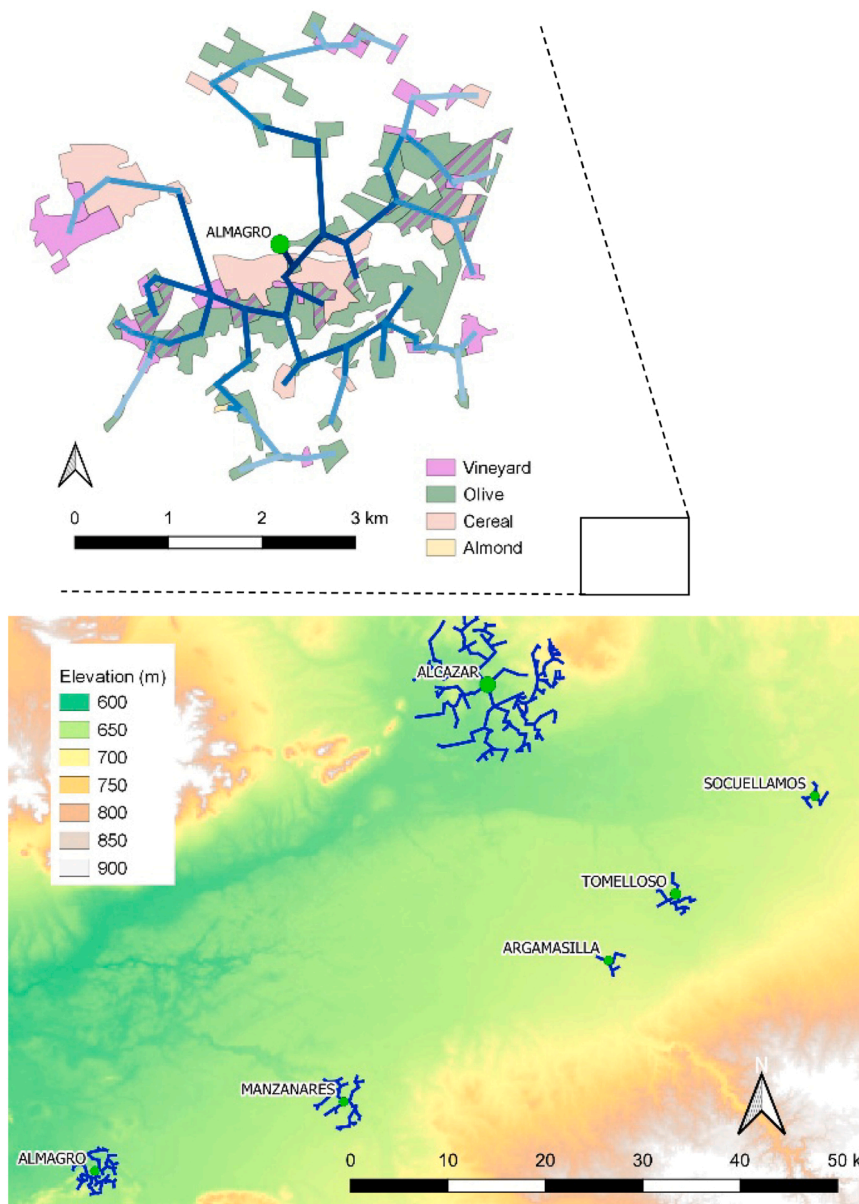 ALMAGRO
Vineyard
Olive
Cereal
Almond
0 1 2 3 km
Elevation (m)
600
650
700
750
800
850
900
ALCAZAR
SOCUELLAMOS
TOMELLOSO
ARGAMASILLA
MANZANARES
ALMAGRO
N
0 10 20 30 40 50 k